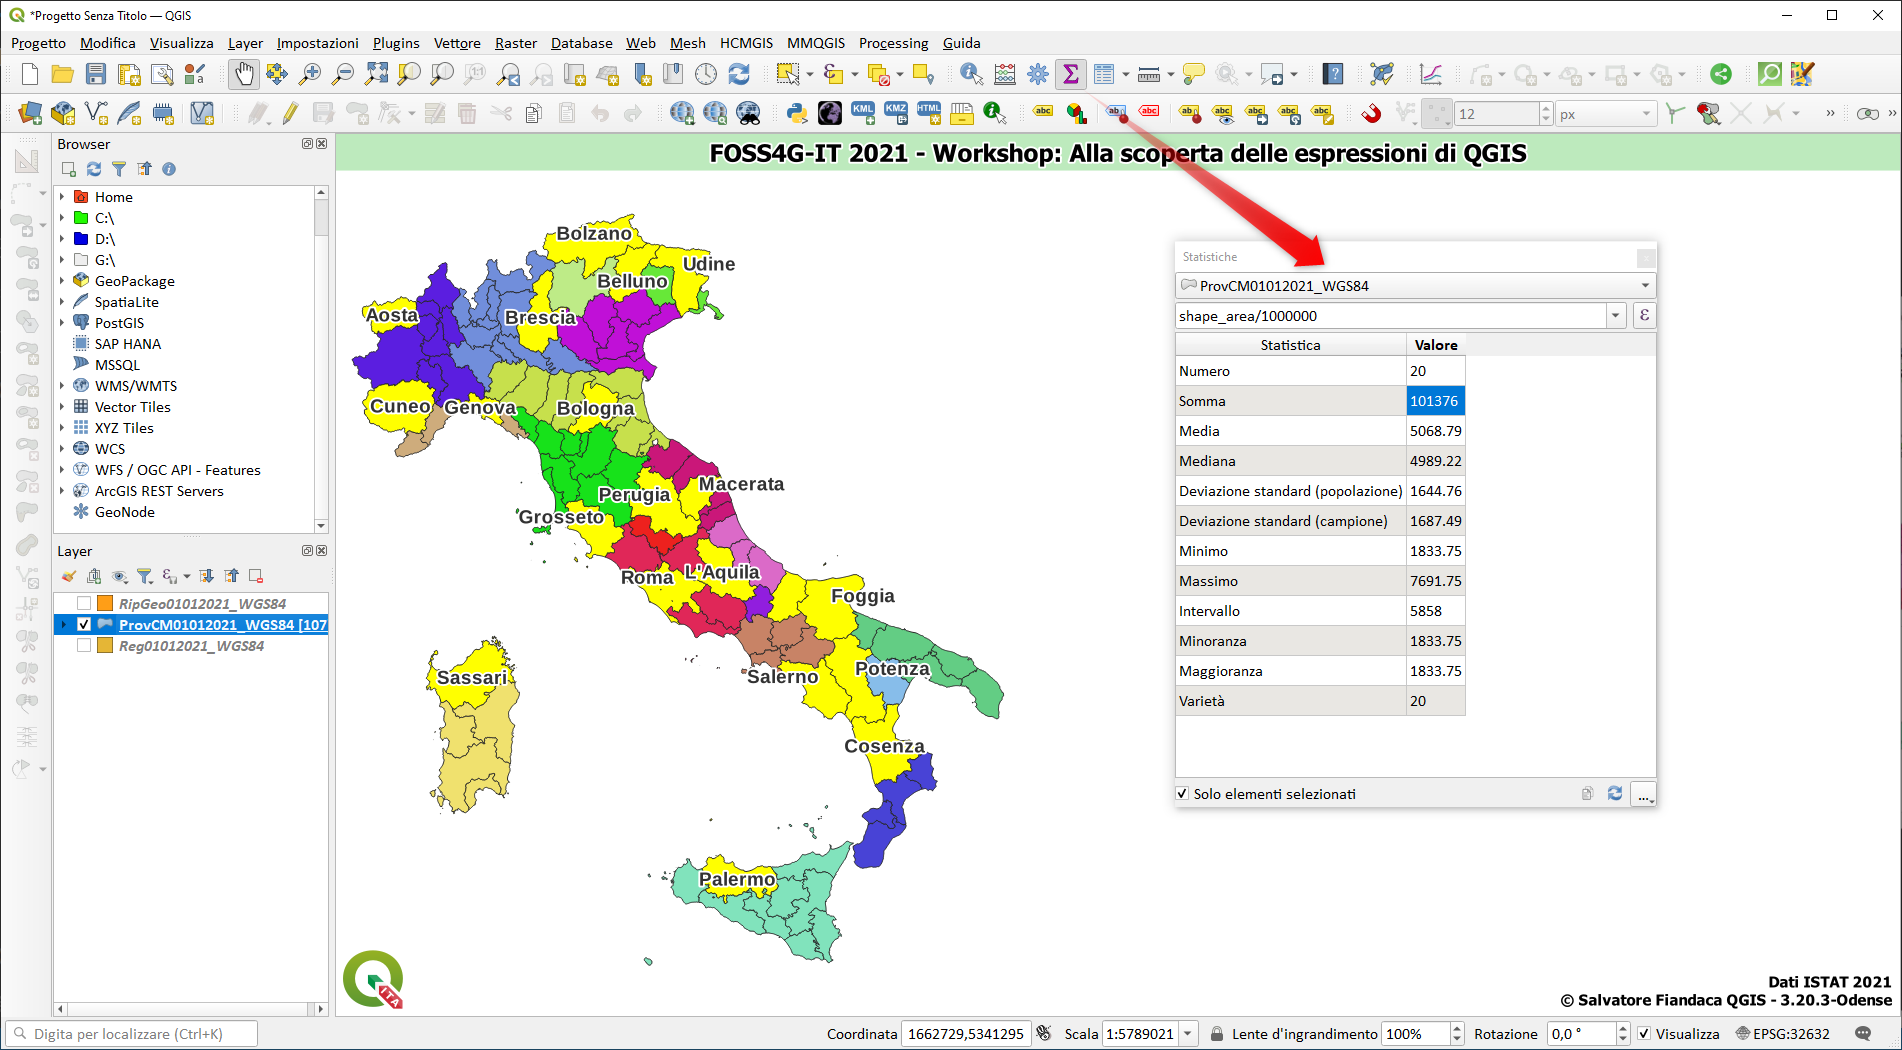 *Progetto Senza Titolo — QGIS
Progetto Modifica Visualizza Layer Impostazioni Plugins Vettore Raster Database Web Mesh HCMGIS MMQGIS Processing Guida
12 px
Browser
Home
C:\
D:\
G:\
GeoPackage
SpatiaLite
PostGIS
SAP HANA
MSSQL
WMS/WMTS
Vector Tiles
XYZ Tiles
WCS
WFS / OGC API - Features
ArcGIS REST Servers
GeoNode
Layer
RipGeo01012021_WGS84
ProvCM01012021_WGS84 [107
Reg01012021_WGS84
FOSS4G-IT 2021 - Workshop: Alla scoperta delle espressioni di QGIS
Bolzano
Udine
Belluno
Aosta
Brescia
Cuneo
Genova
Bologna
Macerata
Perugia
Grosseto
L'Aquila
Roma
Foggia
Potenza
Salerno
Sassari
Cosenza
Palermo
ITA
Statistiche
ProvCM01012021_WGS84
shape_area/1000000
ε
Statistica Valore
Numero 20
Somma 101376
Media 5068.79
Mediana 4989.22
Deviazione standard (popolazione) 1644.76
Deviazione standard (campione) 1687.49
Minimo 1833.75
Massimo 7691.75
Intervallo 5858
Minoranza 1833.75
Maggioranza 1833.75
Varietà 20
Solo elementi selezionati
...
Dati ISTAT 2021
© Salvatore Fiandaca QGIS - 3.20.3-Odense
Digita per localizzare (Ctrl+K)
Coordinata 1662729,5341295 Scala 1:5789021 Lente d'ingrandimento 100% Rotazione 0,0 ° Visualizza EPSG:32632